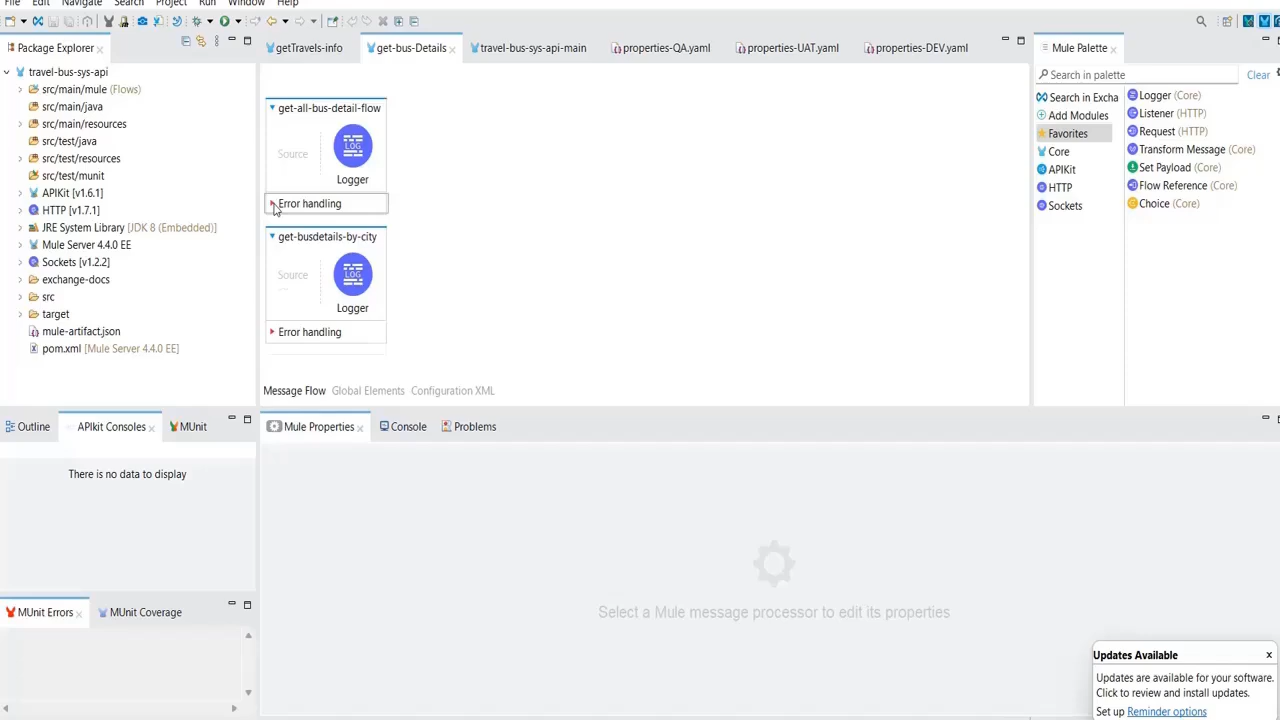 File Edit Navigate Search Project Run Window Help
Package Explorer
getTravels-info
get-bus-Details
travel-bus-sys-api-main
properties-QA.yaml
properties-UAT.yaml
properties-DEV.yaml
Mule Palette
travel-bus-sys-api
src/main/mule (Flows)
src/main/java
src/main/resources
src/test/java
src/test/resources
src/test/munit
APIKit [v1.6.1]
HTTP [v1.7.1]
JRE System Library [JDK 8 (Embedded)]
Mule Server 4.4.0 EE
Sockets [v1.2.2]
exchange-docs
src
target
mule-artifact.json
pom.xml [Mule Server 4.4.0 EE]
get-all-bus-detail-flow
Source
LOG
Logger
Error handling
get-busdetails-by-city
Source
LOG
Logger
Error handling
Message Flow Global Elements Configuration XML
Search in palette
Clear
Search in Excha
Add Modules
Favorites
Core
APIKit
HTTP
Sockets
Logger (Core)
Listener (HTTP)
Request (HTTP)
Transform Message (Core)
Set Payload (Core)
Flow Reference (Core)
Choice (Core)
Outline
APIkit Consoles
MUnit
There is no data to display
MUnit Errors
MUnit Coverage
Mule Properties
Console
Problems
Select a Mule message processor to edit its properties
Updates Available
x
Updates are available for your software.
Click to review and install updates.
Set up Reminder options